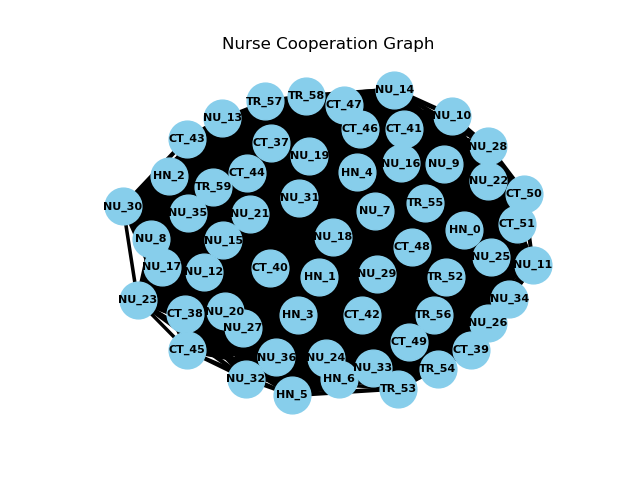 Nurse Cooperation Graph
NU_14
CT_47
TR_58
TR_57
NU_10
NU_13
CT_46
CT_41
CT_43
CT_37
NU_28
NU_19
NU_16
NU_9
HN_4
CT_44
HN_2
NU_22
TR_59
CT_50
NU_31
TR_55
NU_30
NU_7
NU_35
NU_21
CT_51
HN_0
NU_18
NU_8
NU_15
CT_48
NU_25
NU_11
NU_17
CT_40
NU_12
NU_29
HN_1
TR_52
NU_34
NU_23
NU_20
CT_38
HN_3
CT_42
TR_56
NU_26
NU_27
CT_49
CT_45
CT_39
NU_36
NU_24
NU_33
TR_54
NU_32
HN_6
TR_53
HN_5